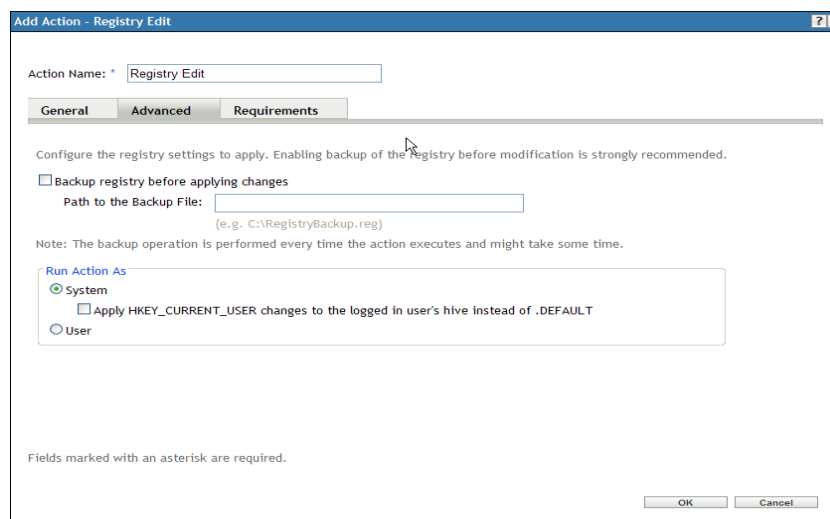 Add Action - Registry Edit ?
Action Name: * Registry Edit
General Advanced Requirements
Configure the registry settings to apply. Enabling backup of the registry before modification is strongly recommended.
Backup registry before applying changes
Path to the Backup File:
(e.g. C:\RegistryBackup.reg)
Note: The backup operation is performed every time the action executes and might take some time.
Run Action As
System
Apply HKEY_CURRENT_USER changes to the logged in user's hive instead of .DEFAULT
User
Fields marked with an asterisk are required.
OK Cancel